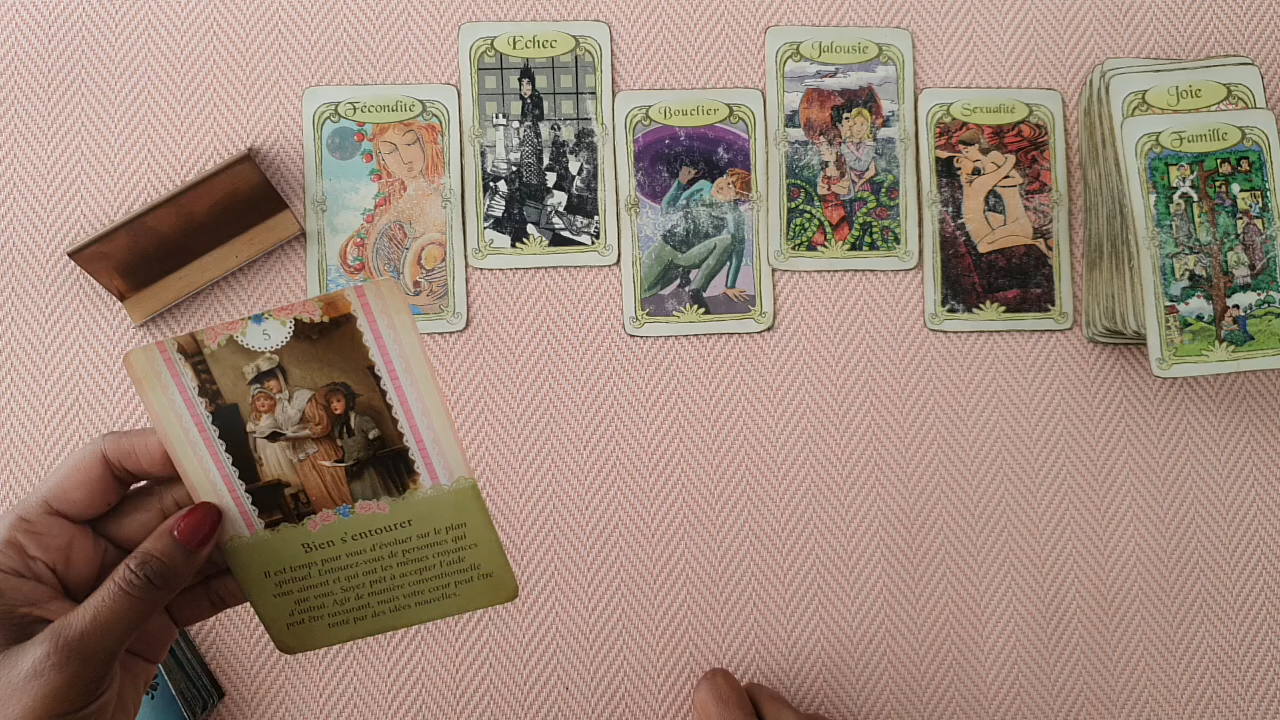 Fécondité
Echec
Bouclier
Jalousie
Sexualité
Joie
Famille
5
Bien s'entourer
Il est temps pour vous d'évoluer sur le plan
spirituel. Entourez-vous de personnes qui
vous aiment et qui ont les mêmes croyances
que vous. Soyez prêt à accepter l'aide
d'autrui. Agir de manière conventionnelle
peut être rassurant, mais votre cœur peut être
tenté par des idées nouvelles.